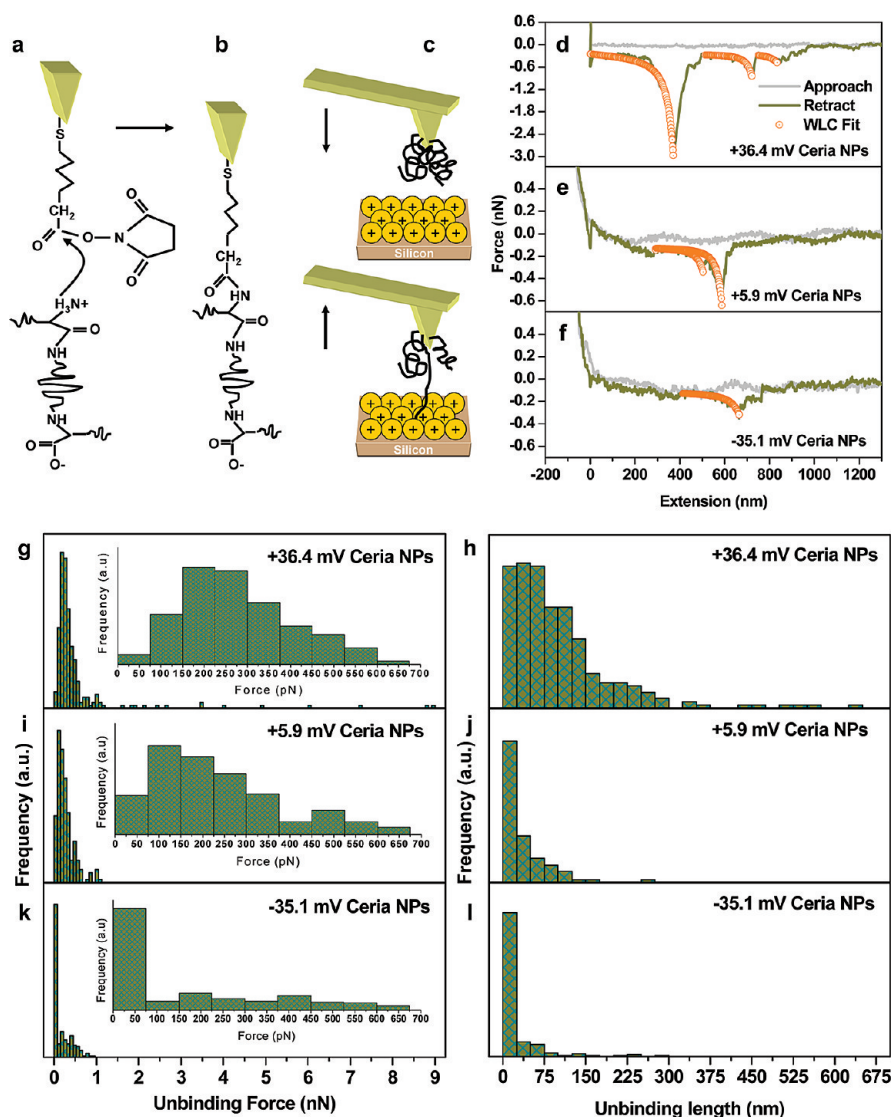 a
b
c
S
S
CH2
O
O
N
O
O
H3N+
O
NH
HN
O
O-
CH2
O
HN
O
NH
HN
O
O-
+ + + +
+ + +
+ + + +
Silicon
+ + + +
+ + +
+ + + +
Silicon
Force (nN)
d
0.6
0.0
-0.6
-1.2
-1.8
-2.4
-3.0
Approach
Retract
WLC Fit
+36.4 mV Ceria NPs
e
0.4
0.2
0.0
-0.2
-0.4
-0.6
+5.9 mV Ceria NPs
f
0.4
0.2
0.0
-0.2
-0.4
-0.6
-35.1 mV Ceria NPs
-200 0 200 400 600 800 1000 1200
Extension (nm)
g
+36.4 mV Ceria NPs
Frequency (a.u)
0 50 100 150 200 250 300 350 400 450 500 550 600 650 700
Force (pN)
h
+36.4 mV Ceria NPs
i
+5.9 mV Ceria NPs
Frequency (a.u)
0 50 100 150 200 250 300 350 400 450 500 550 600 650 700
Force (pN)
j
+5.9 mV Ceria NPs
Frequency (a.u.)
Frequency (a.u.)
k
-35.1 mV Ceria NPs
Frequency (a.u)
0 50 100 150 200 250 300 350 400 450 500 550 600 650 700
Force (pN)
l
-35.1 mV Ceria NPs
0 1 2 3 4 5 6 7 8 9
Unbinding Force (nN)
0 75 150 225 300 375 450 525 600 675
Unbinding length (nm)